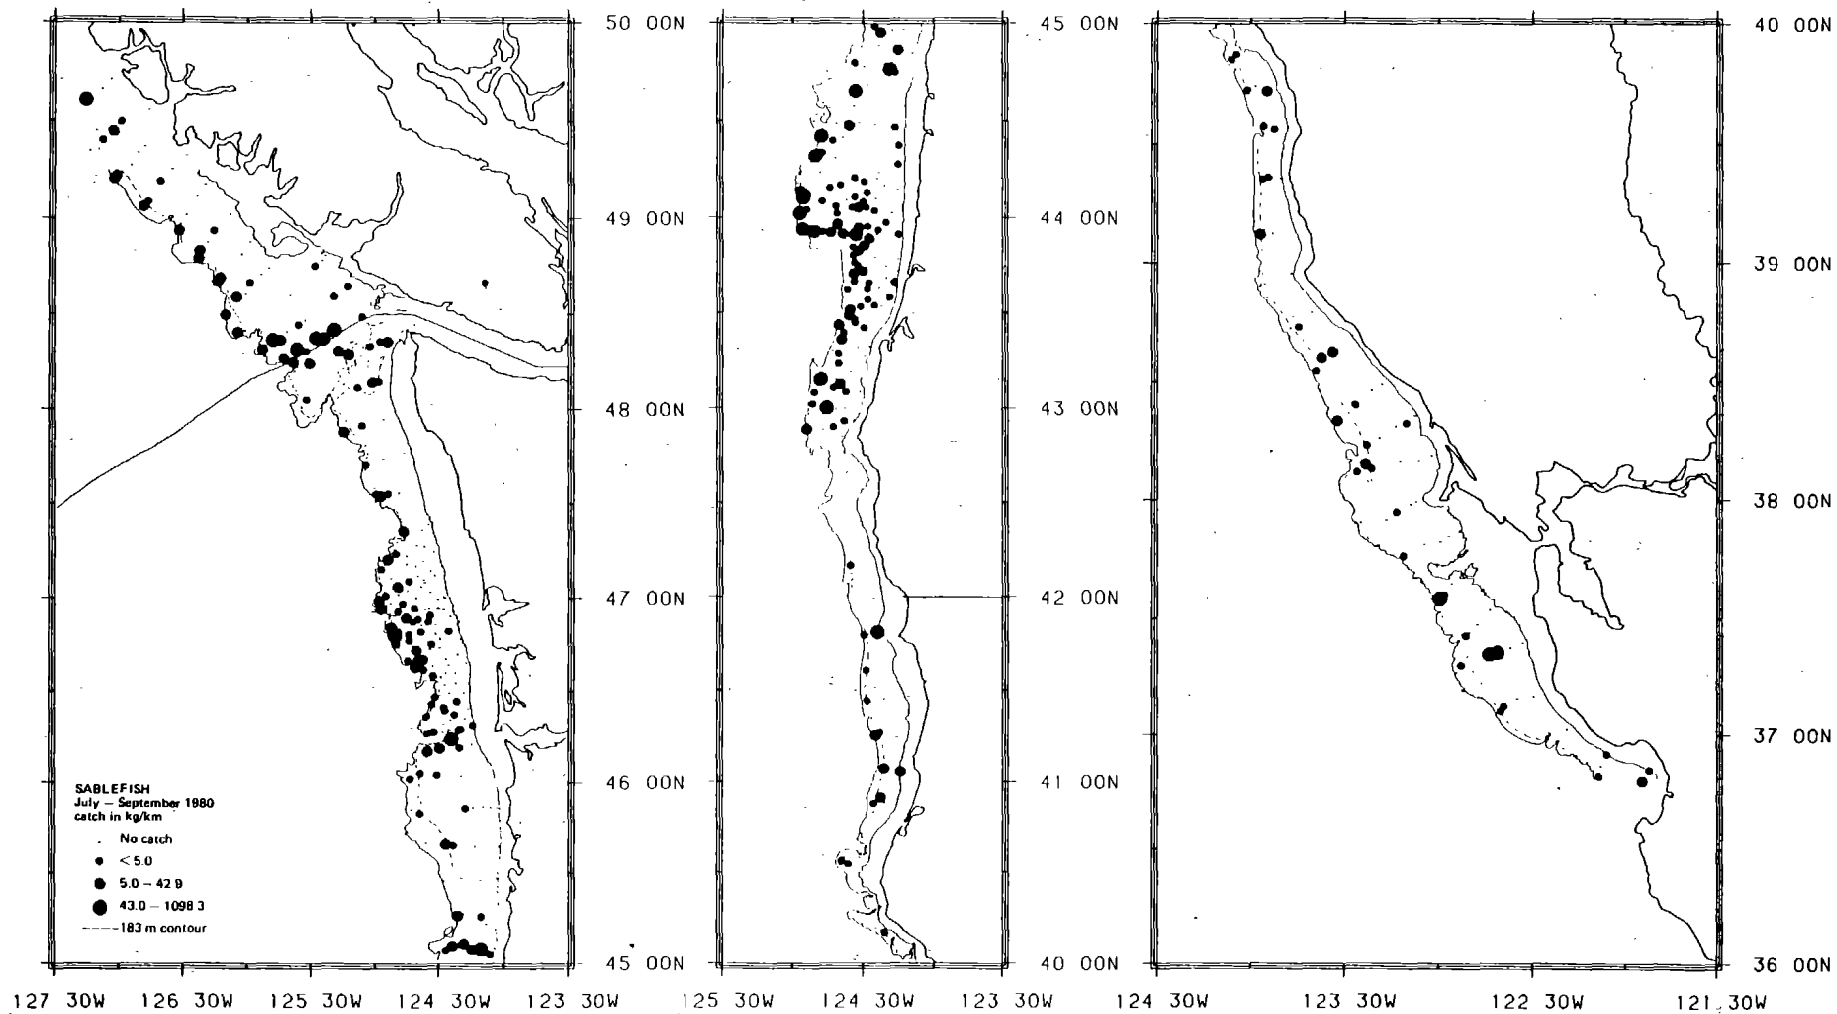 50 00N
49 00N
48 00N
47 00N
46 00N
45 00N
127 30W 126 30W 125 30W 124 30W 123 30W
SABLEFISH
July – September 1980
catch in kg/km
No catch
< 5.0
5.0 – 42 9
43.0 – 1098 3
183 m contour
45 00N
44 00N
43 00N
42 00N
41 00N
40 00N
125 30W 124 30W 123 30W
40 00N
39 00N
38 00N
37 00N
36 00N
124 30W 123 30W 122 30W 121 30W